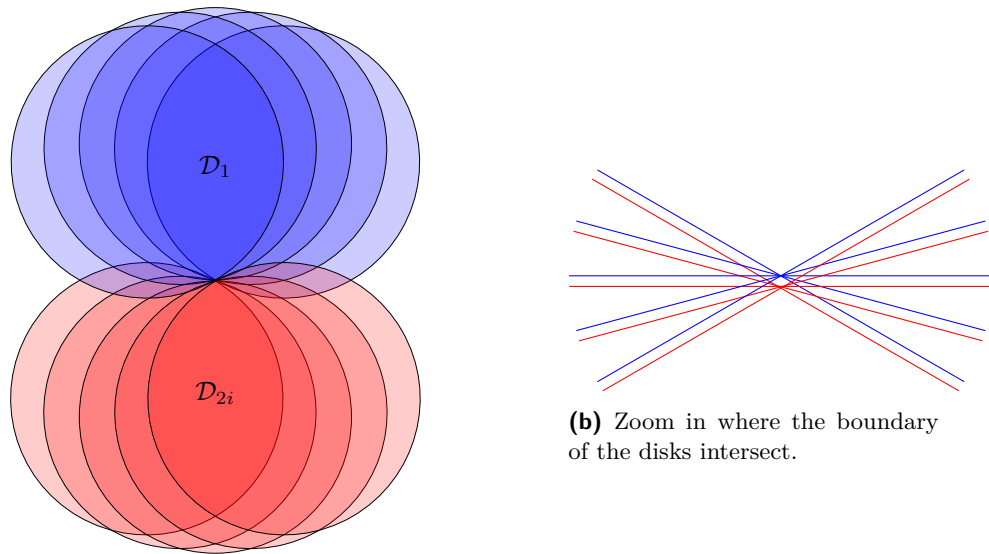 𝒟₁
𝒟₂ᵢ
(b) Zoom in where the boundary
of the disks intersect.